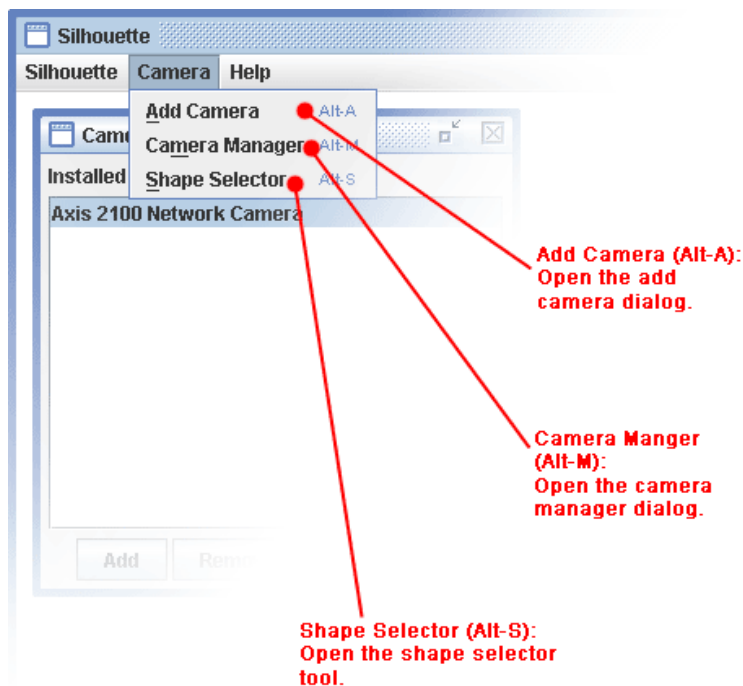 Silhouette
Silhouette Camera Help
Add Camera Alt-A
Camera Manager Alt-M
Shape Selector Alt-S
Installed
Axis 2100 Network Camera
Add Camera (Alt-A):
Open the add
camera dialog.
Camera Manger
(Alt-M):
Open the camera
manager dialog.
Add
Shape Selector (Alt-S):
Open the shape selector
tool.